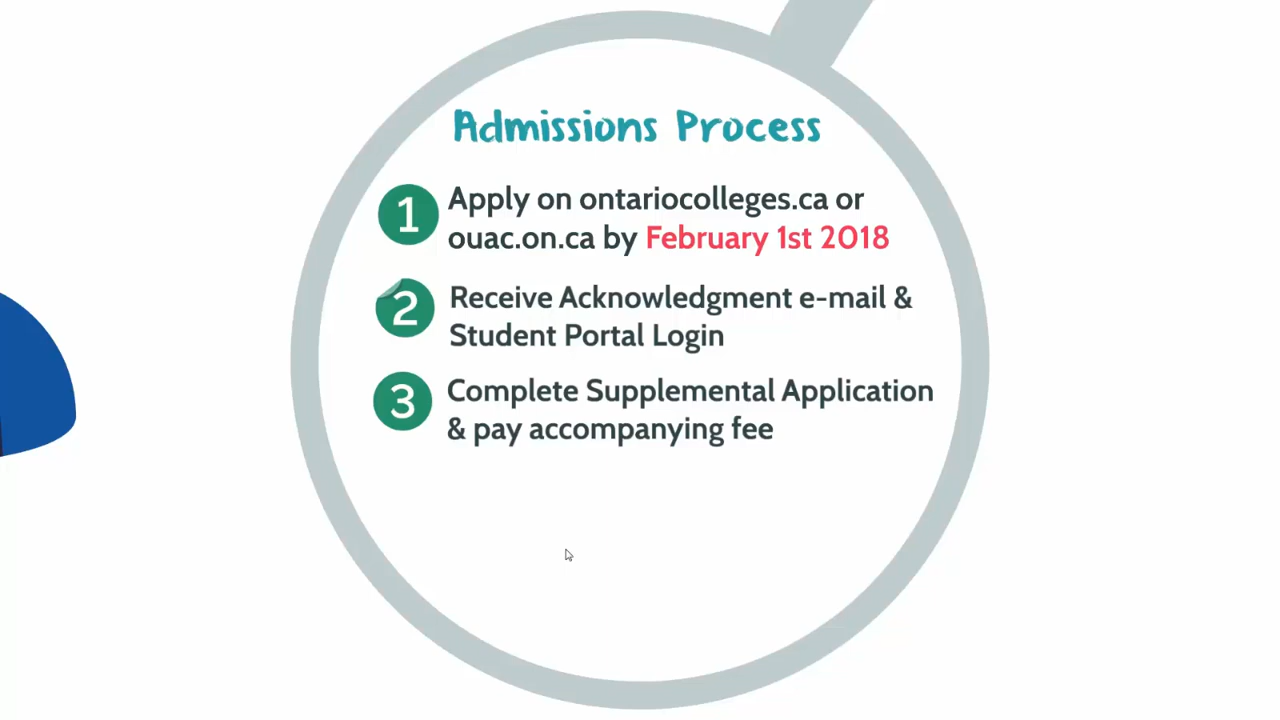 Admissions Process
1
Apply on ontariocolleges.ca or
ouac.on.ca by February 1st 2018
2
Receive Acknowledgment e-mail &
Student Portal Login
3
Complete Supplemental Application
& pay accompanying fee